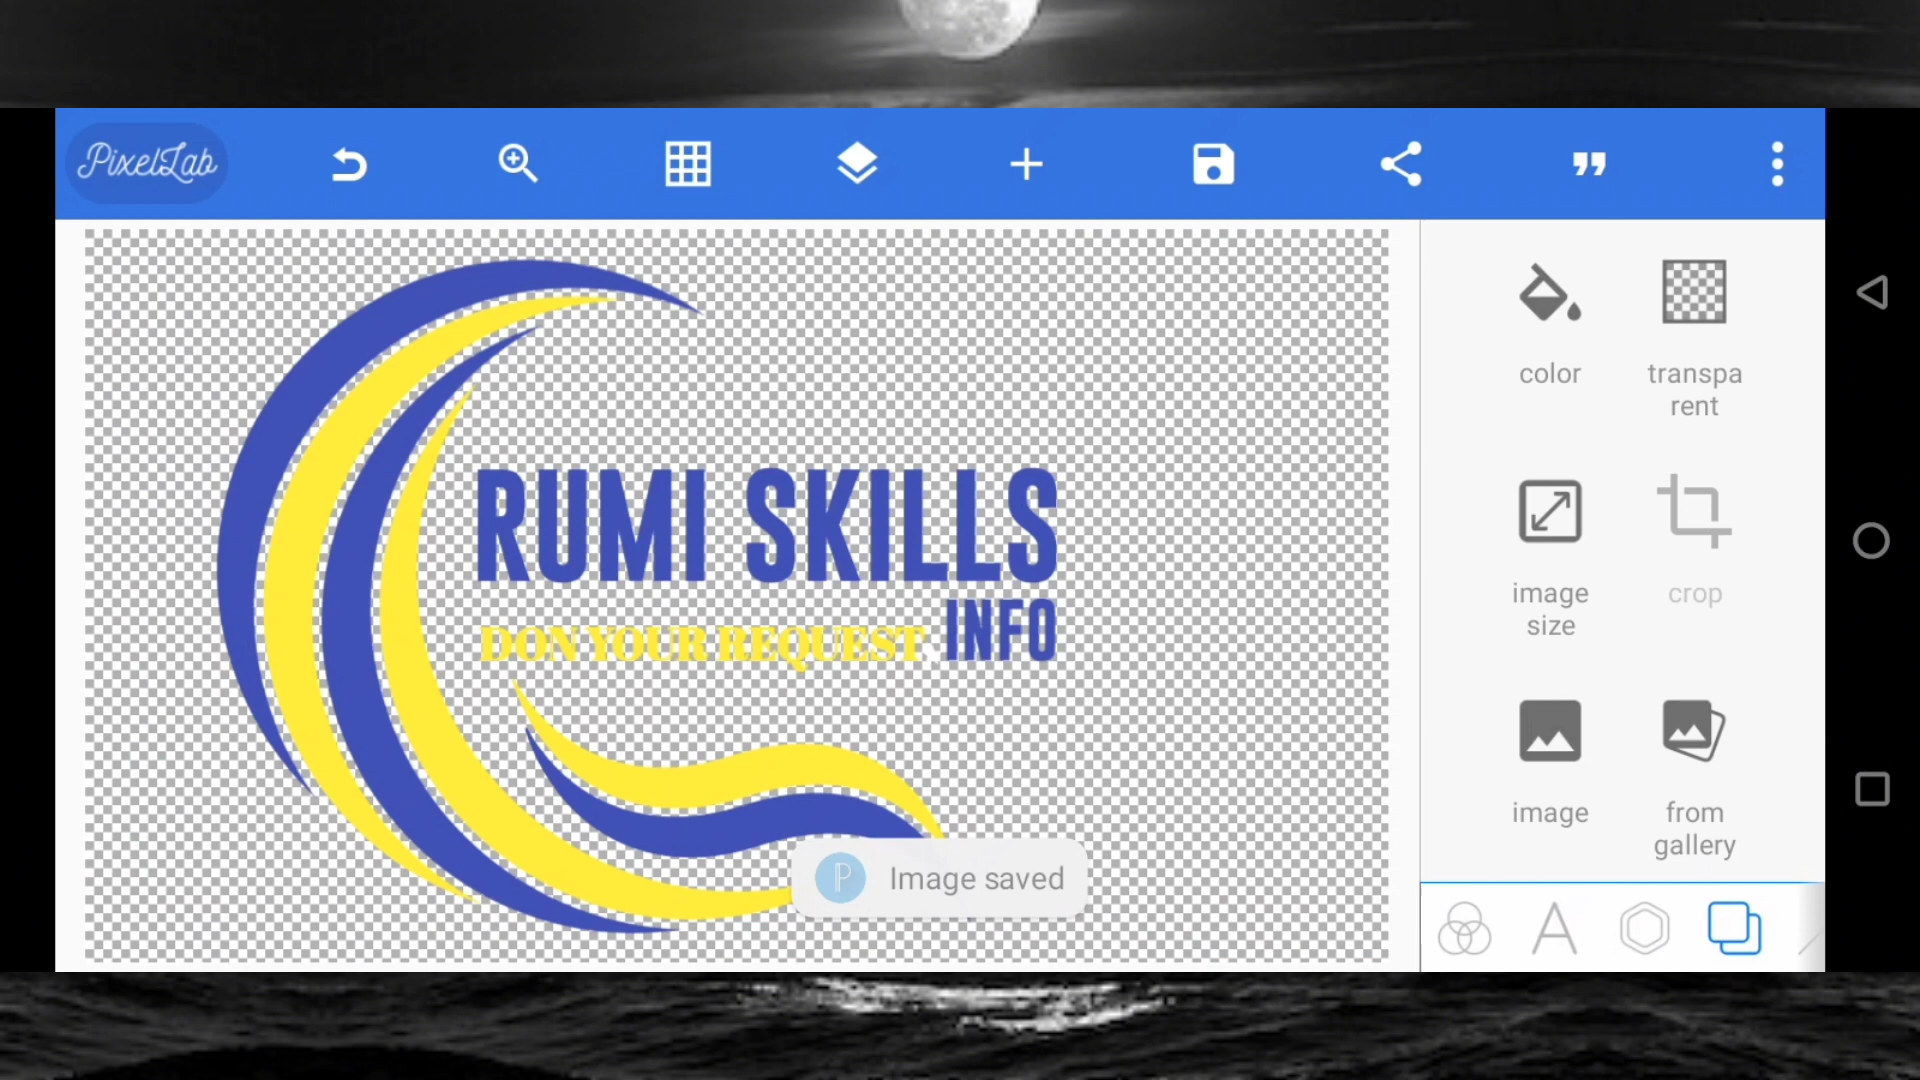 PixelLab
color
transpa
rent
RUMI SKILLS
DON YOUR REQUEST
INFO
image
size
crop
image
from
gallery
P Image saved